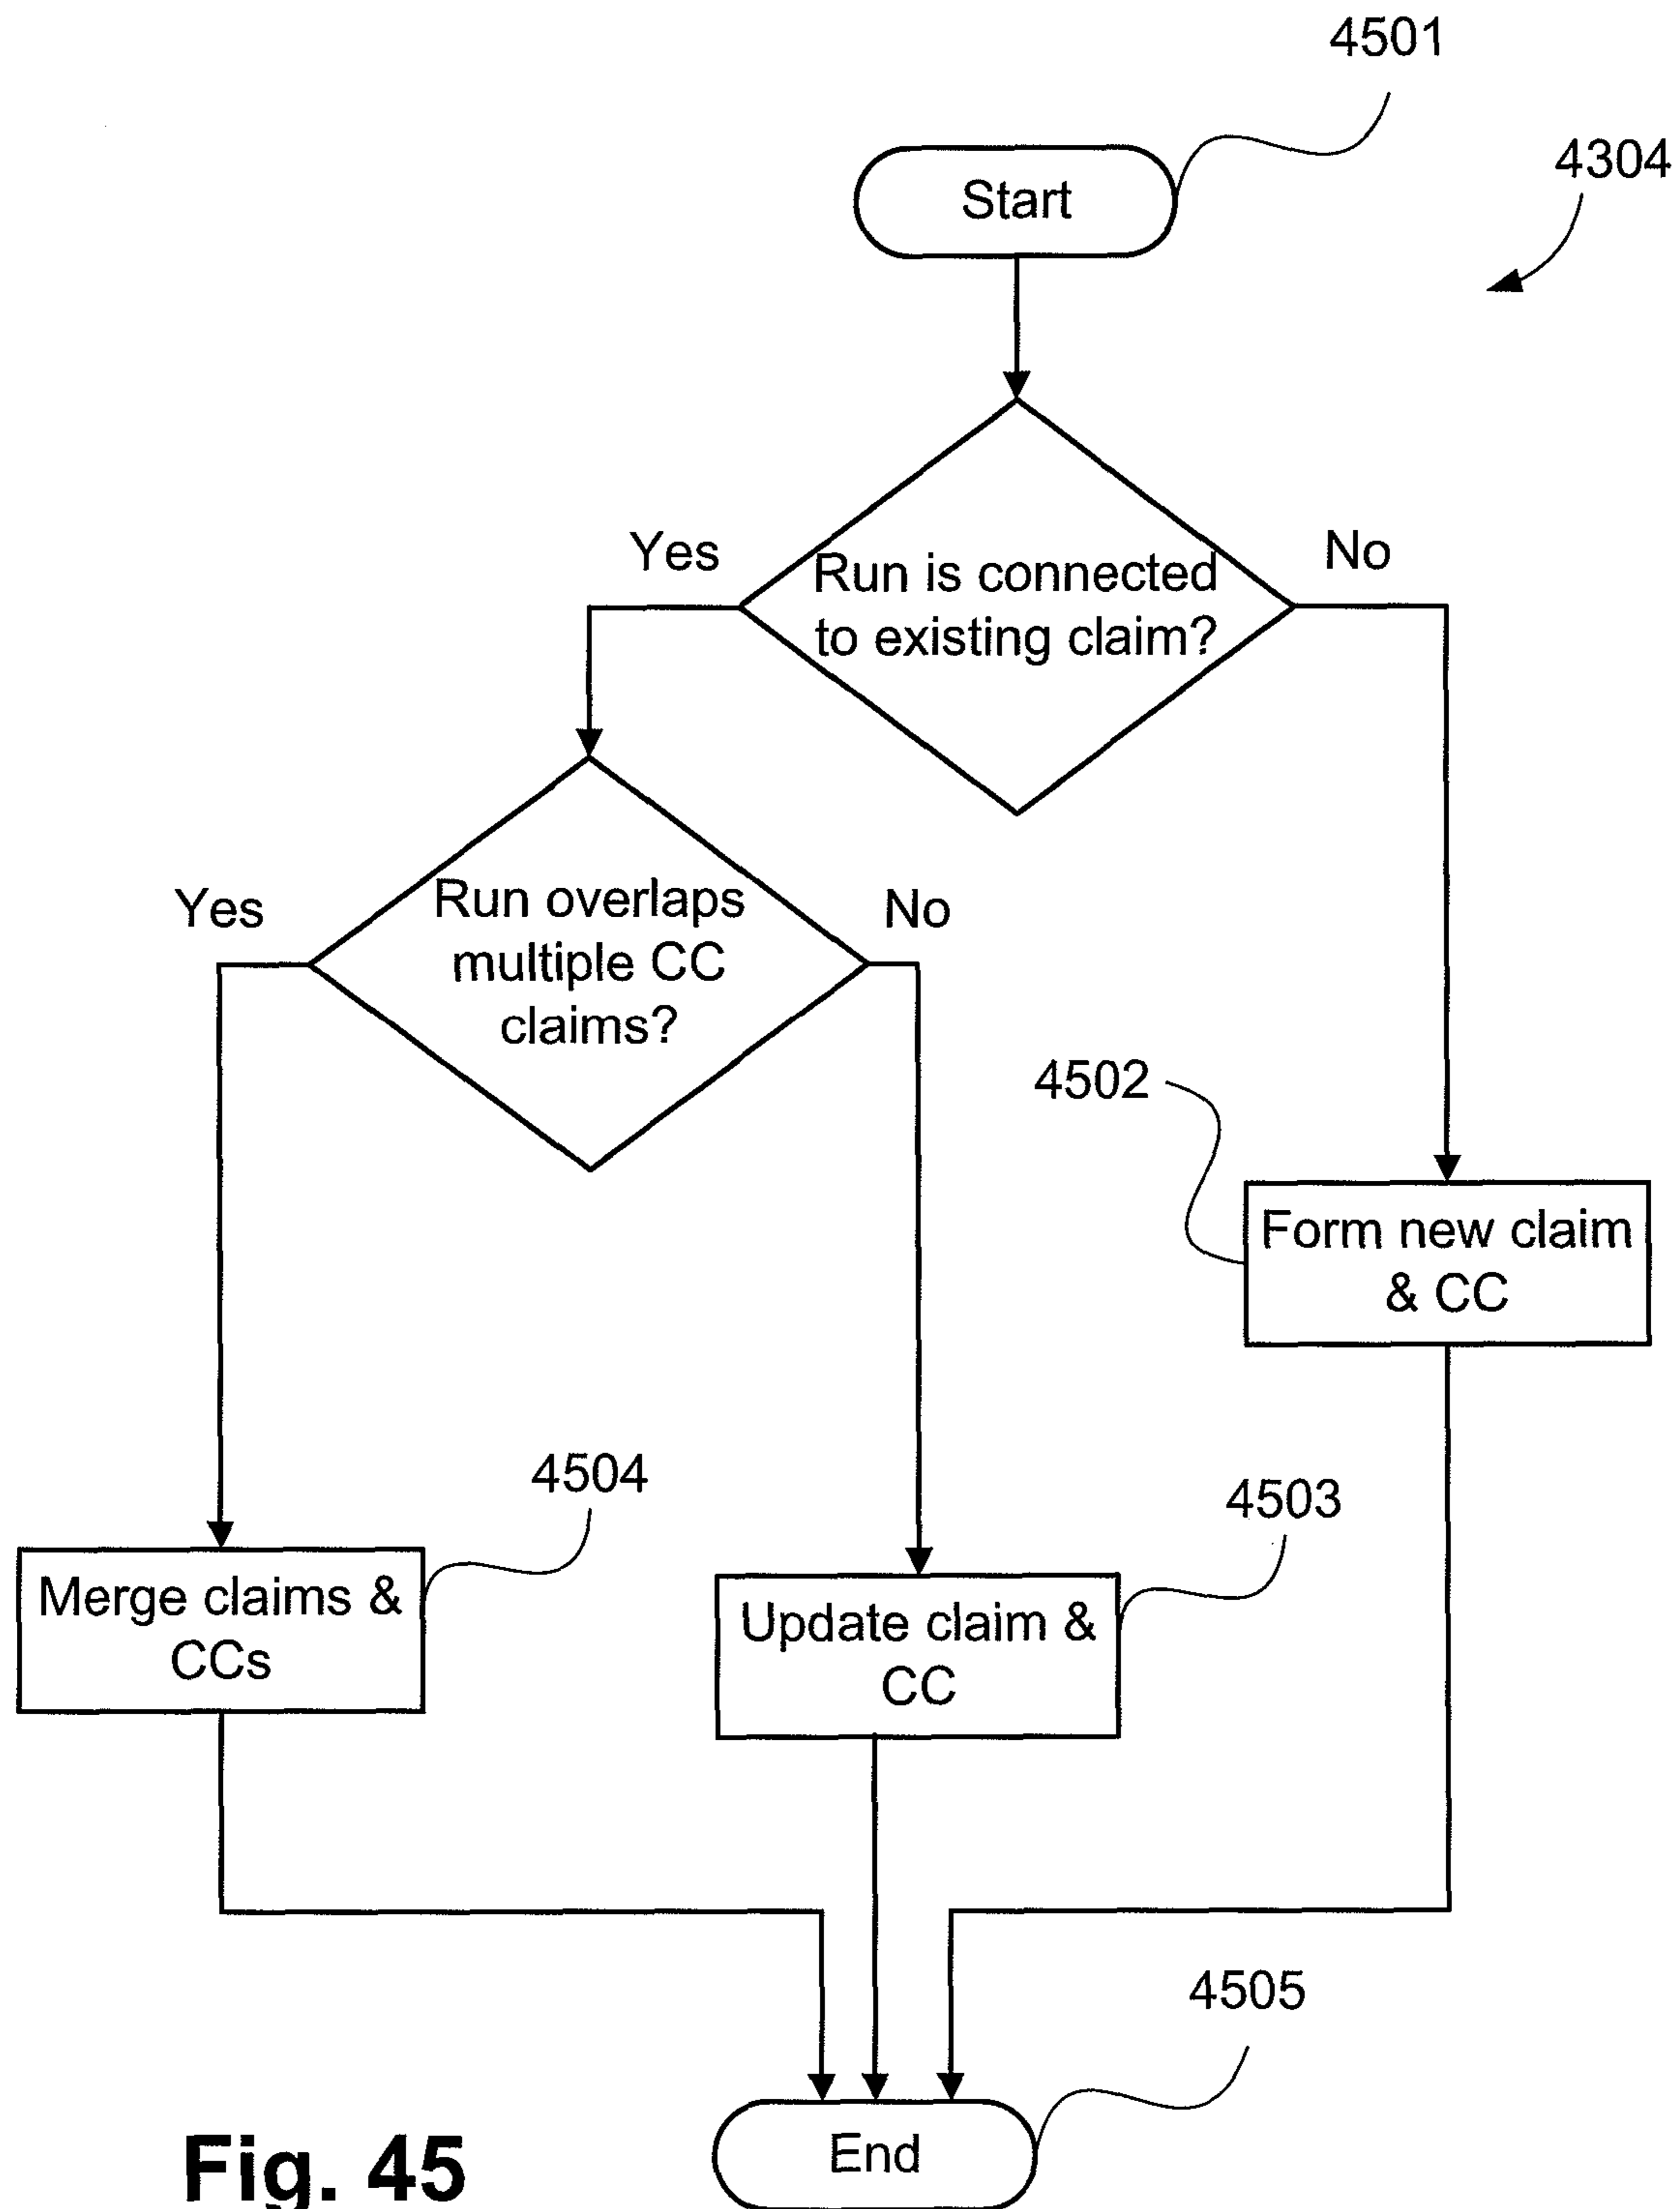 4501
4304
Start
Yes
No
Run is connected
to existing claim?
Yes
No
Run overlaps
multiple CC
claims?
4502
Form new claim
& CC
4504
4503
Merge claims &
CCs
Update claim &
CC
4505
End
Fig. 45